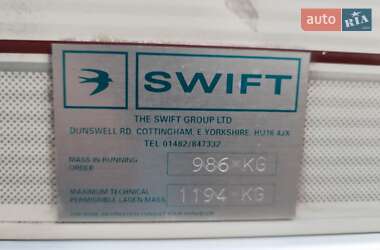 auto RIA.com
SWIFT
THE SWIFT GROUP LTD
DUNSWELL RD, COTTINGHAM, E.YORKSHIRE. HU16 4JX
TEL 01482/847332
MASS IN RUNNING
ORDER 986 KG
MAXIMUM TECHNICAL
PERMISSIBLE LADEN MASS 1194 KG